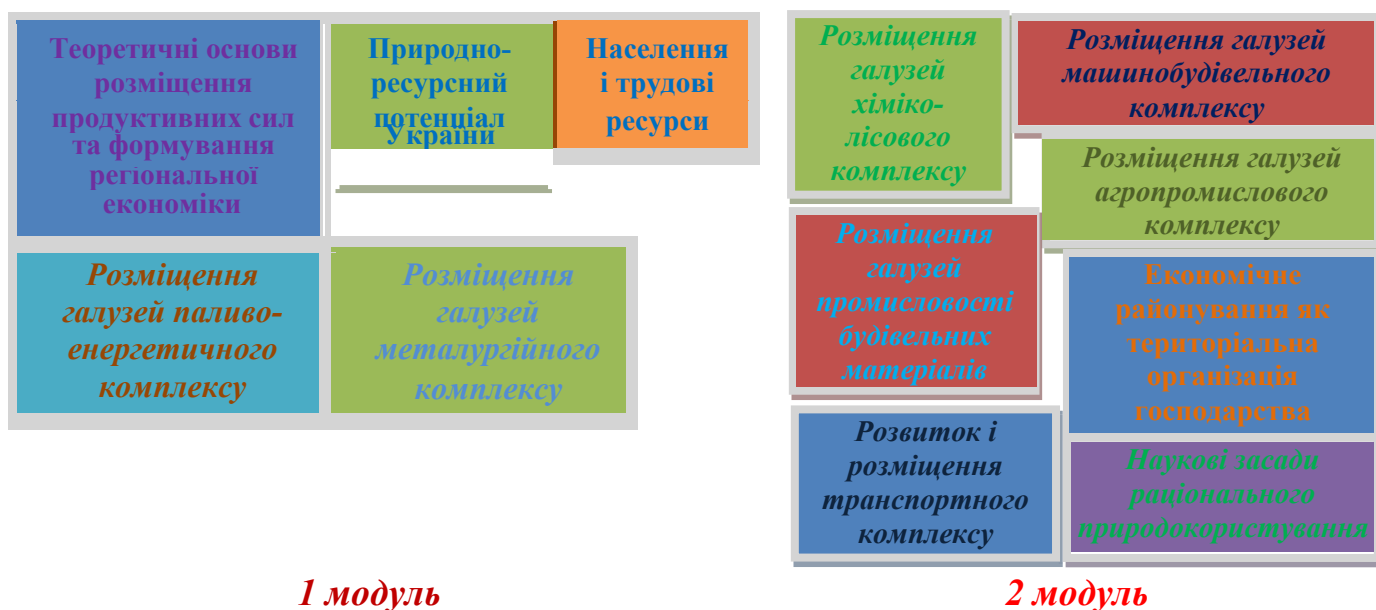 Теоретичні основи
розміщення
продуктивних сил
та формування
регіональної
економіки
Природно-
ресурсний
потенціал
України
Населення
і трудові
ресурси
Розміщення
галузей паливо-
енергетичного
комплексу
Розміщення
галузей
металургійного
комплексу
1 модуль
Розміщення
галузей
хіміко-
лісового
комплексу
Розміщення галузей
машинобудівельного
комплексу
Розміщення галузей
агропромислового
комплексу
Розміщення
галузей
промисловості
будівельних
матеріалів
Економічне
районування як
територіальна
організація
господарства
Розвиток і
розміщення
транспортного
комплексу
Наукові засади
раціонального
природокористування
2 модуль